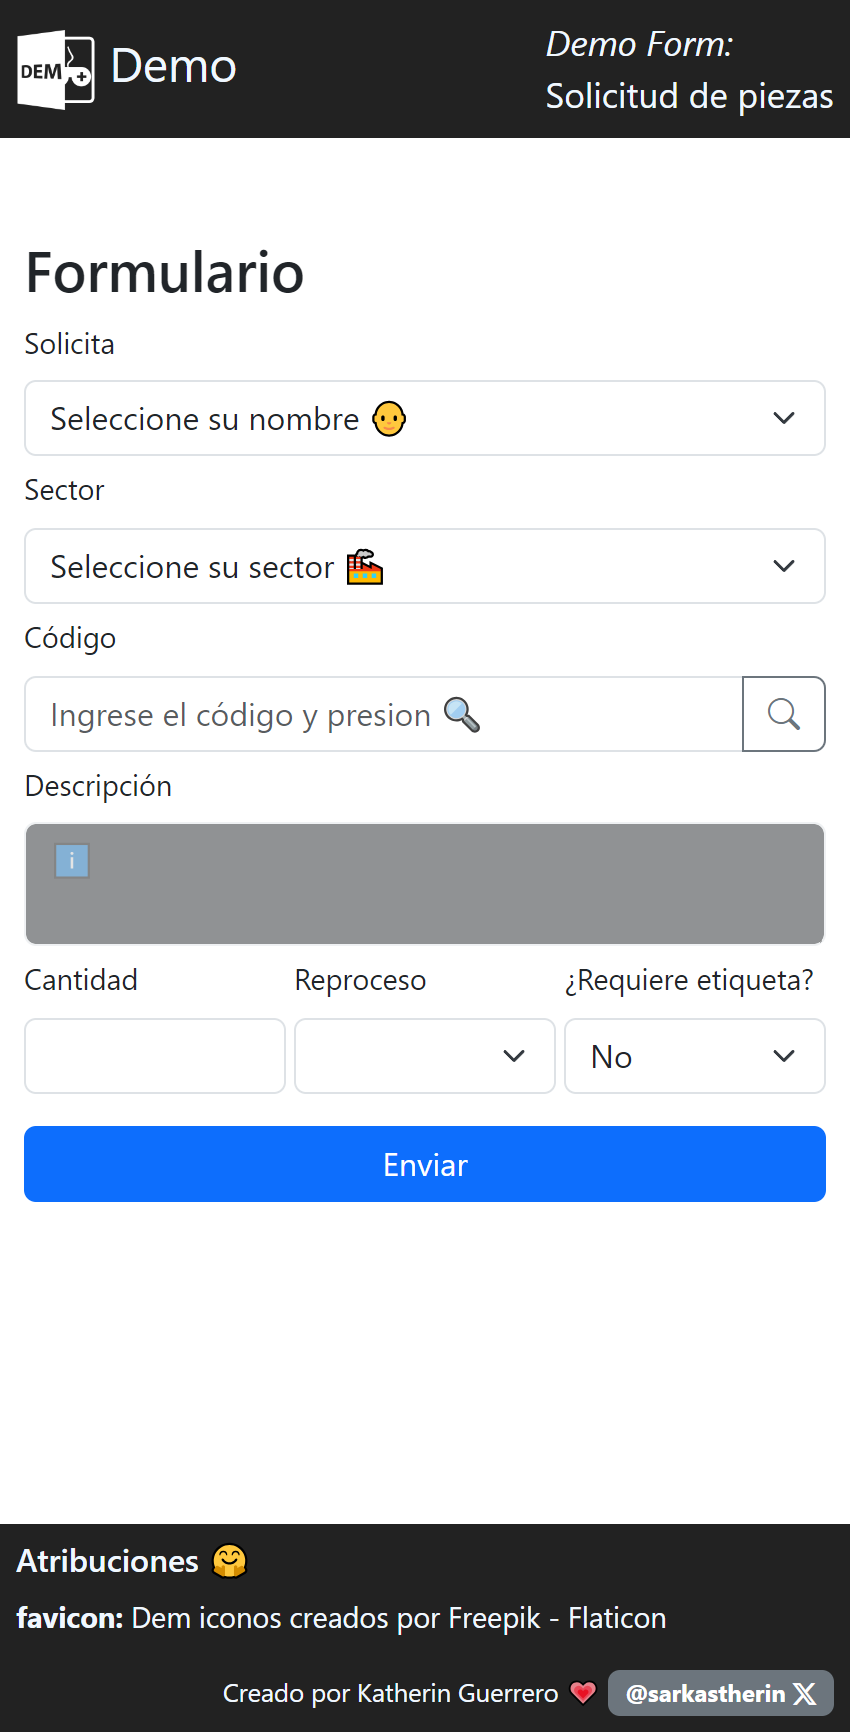 DEM
Demo
Demo Form:
Solicitud de piezas
Formulario
Solicita
Seleccione su nombre 👴
Sector
Seleccione su sector 🏭
Código
Ingrese el código y presion 🔍
Descripción
ℹ️
Cantidad Reproceso ¿Requiere etiqueta?
No
Enviar
Atribuciones 🤗
favicon: Dem iconos creados por Freepik - Flaticon
Creado por Katherin Guerrero 💗 @sarkastherin X